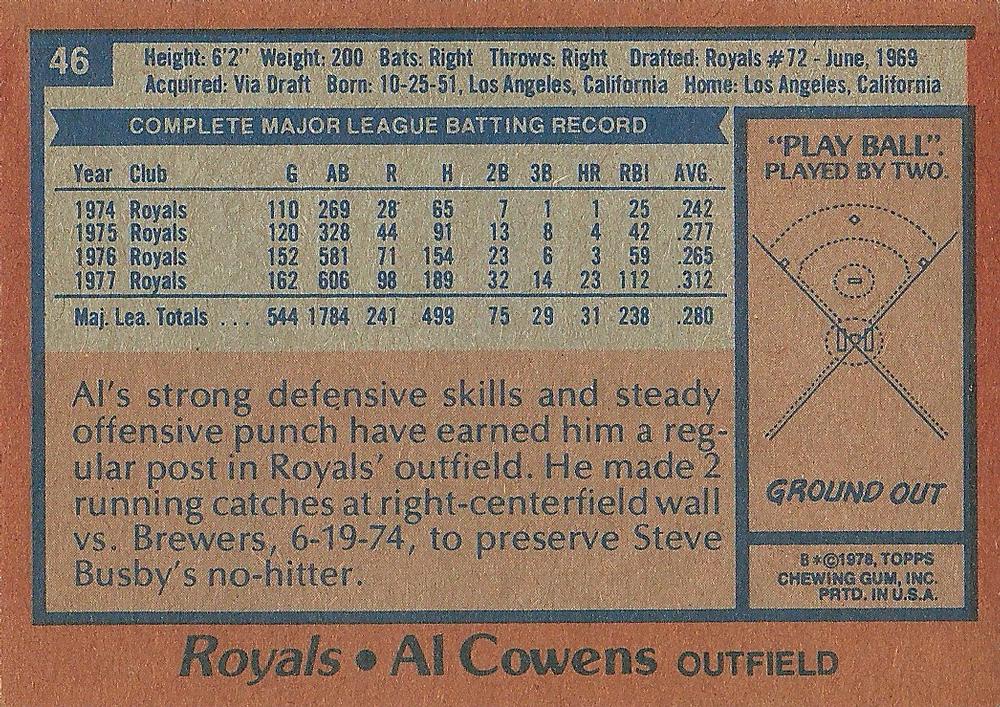 46
Height: 6'2" Weight: 200 Bats: Right Throws: Right Drafted: Royals #72 - June, 1969
Acquired: Via Draft Born: 10-25-51, Los Angeles, California Home: Los Angeles, California
COMPLETE MAJOR LEAGUE BATTING RECORD
Year Club G AB R H 2B 3B HR RBI AVG.
1974 Royals 110 269 28 65 7 1 1 25 .242
1975 Royals 120 328 44 91 13 8 4 42 .277
1976 Royals 152 581 71 154 23 6 3 59 .265
1977 Royals 162 606 98 189 32 14 23 112 .312
Maj. Lea. Totals . . . 544 1784 241 499 75 29 31 238 .280
Al's strong defensive skills and steady
offensive punch have earned him a reg-
ular post in Royals' outfield. He made 2
running catches at right-centerfield wall
vs. Brewers, 6-19-74, to preserve Steve
Busby's no-hitter.
"PLAY BALL".
PLAYED BY TWO.
GROUND OUT
B*©1978, TOPPS
CHEWING GUM, INC.
PRTD. IN U.S.A.
Royals • Al Cowens OUTFIELD